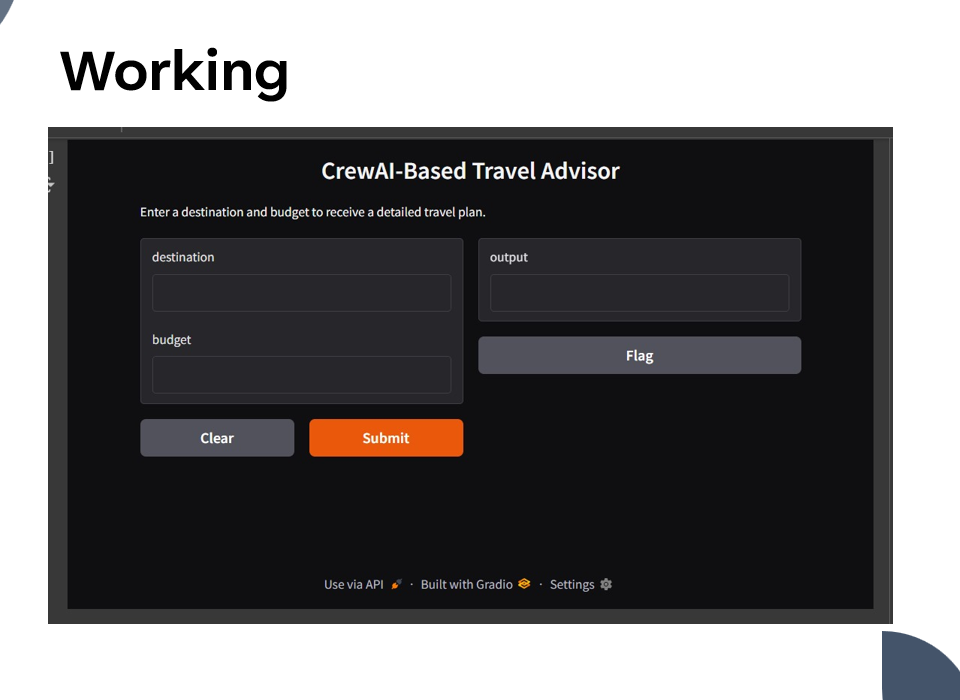 Working
]
CrewAI-Based Travel Advisor
Enter a destination and budget to receive a detailed travel plan.
destination
output
budget
Flag
Clear
Submit
Use via API · Built with Gradio · Settings